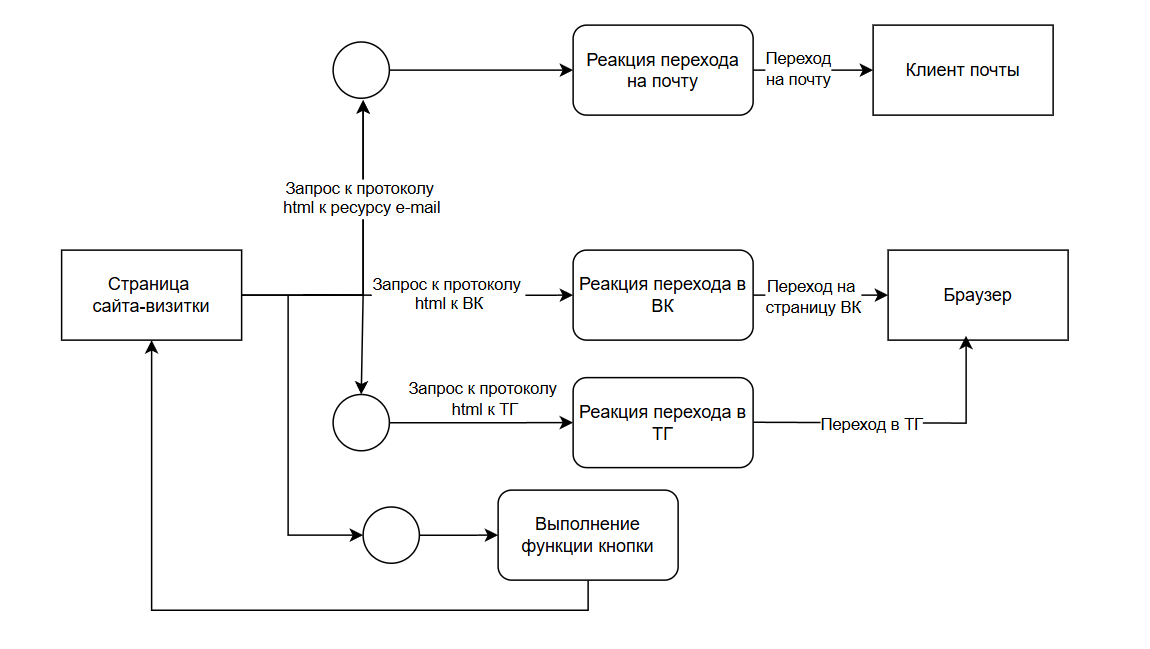 Реакция перехода
на почту
Переход
на почту
Клиент почты
Запрос к протоколу
html к ресурсу e-mail
Страница
сайта-визитки
Запрос к протоколу
html к ВК
Реакция перехода в
ВК
Переход на
страницу ВК
Браузер
Запрос к протоколу
html к ТГ
Реакция перехода в
ТГ
Переход в ТГ
Выполнение
функции кнопки